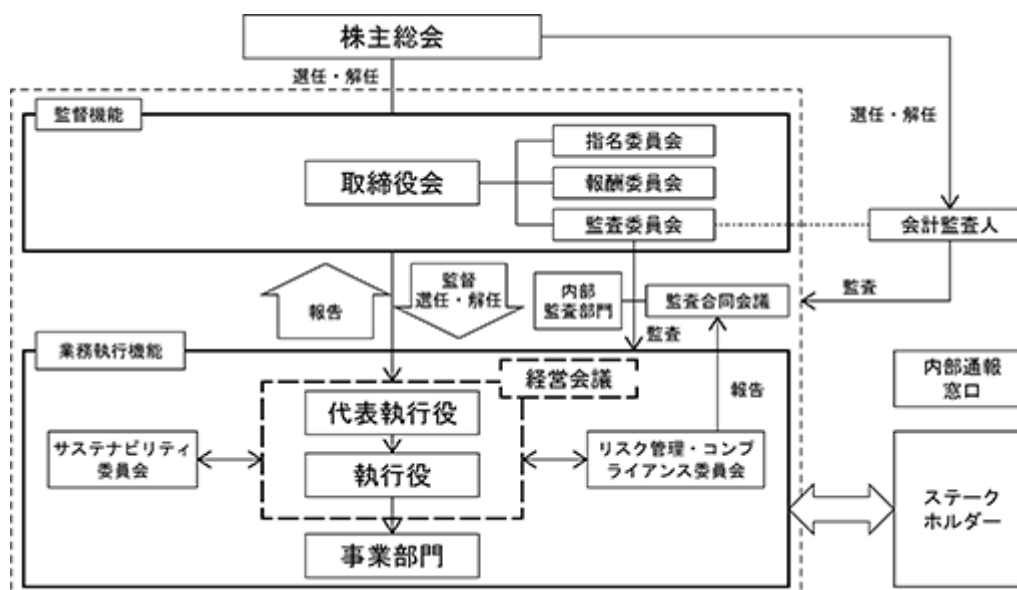 株主総会
選任・解任
監督機能
選任・解任
指名委員会
取締役会
報酬委員会
監査委員会
会計監査人
監督
選任・解任
報告
内部
監査部門
監査合同会議
監査
監査
業務執行機能
経営会議
報告
内部通報
窓口
代表執行役
サステナビリティ
委員会
執行役
リスク管理・コンプ
ライアンス委員会
ステーク
ホルダー
事業部門